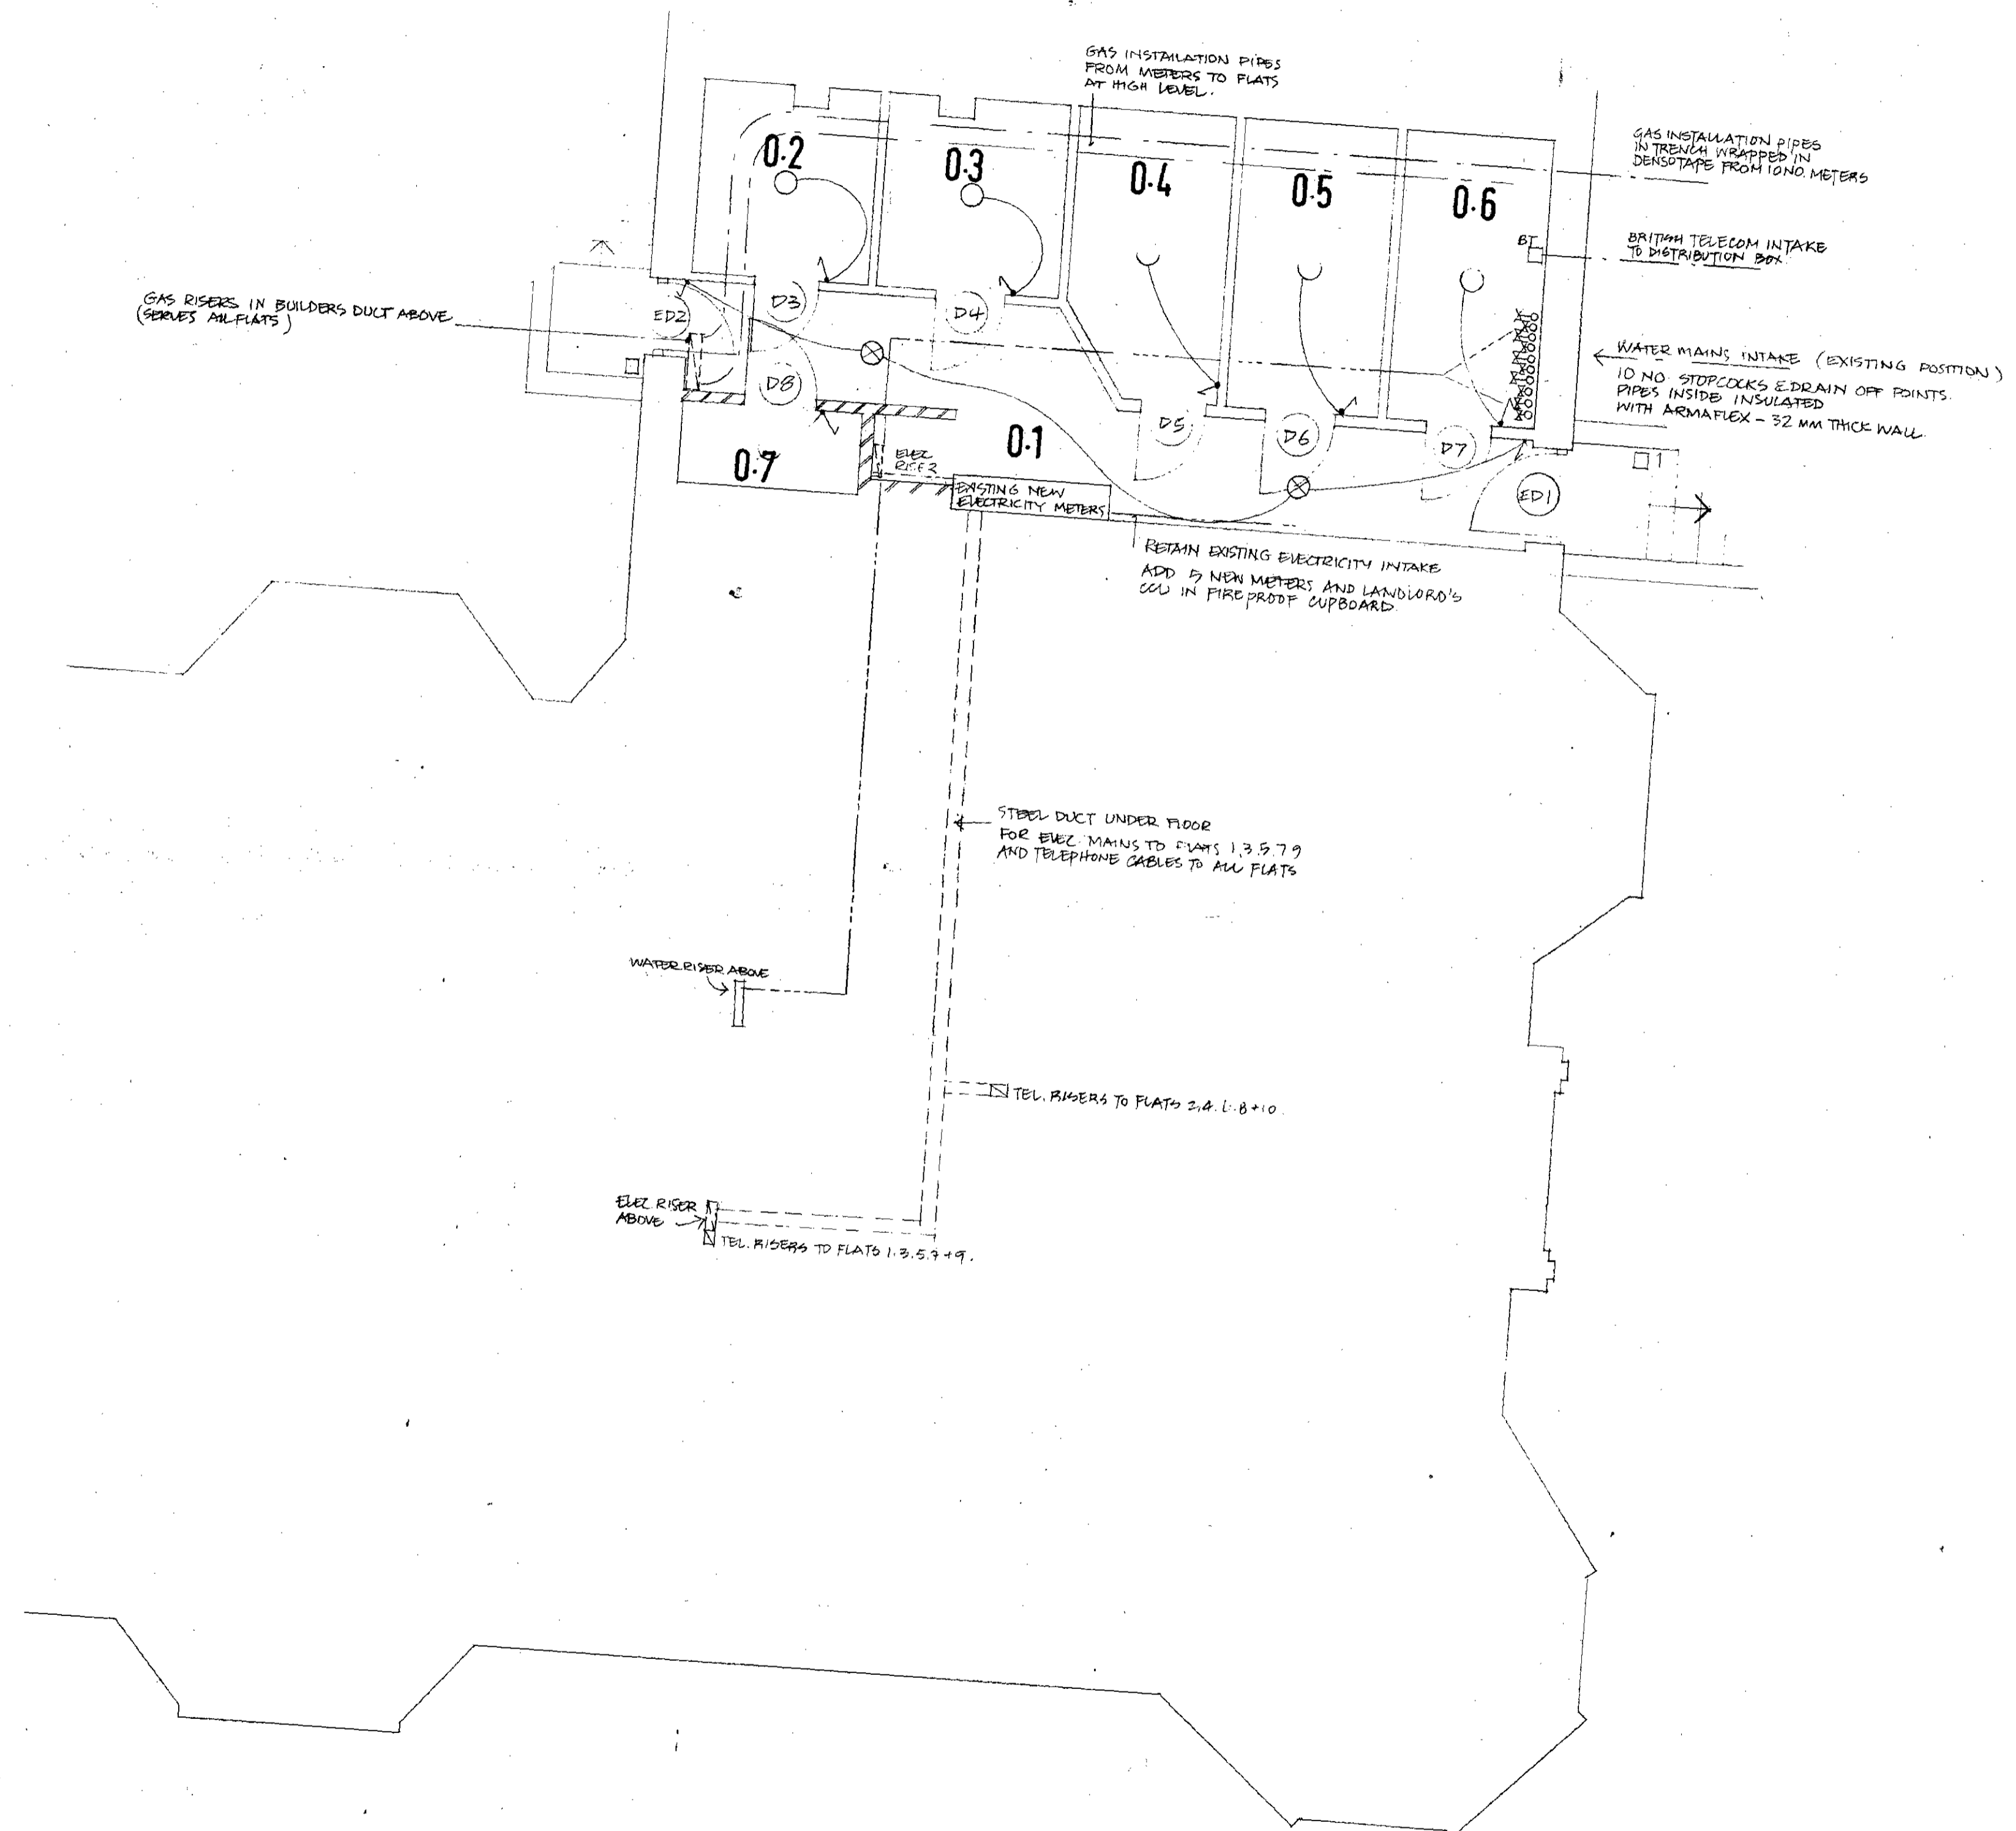 GAS INSTALLATION PIPES
FROM METERS TO FLATS
AT HIGH LEVEL.
GAS INSTALLATION PIPES
IN TRENCH WRAPPED IN
DENSOTAPE FROM 10 NO. METERS
0.2
0.3
0.4
0.5
0.6
BT
BRITISH TELECOM INTAKE
TO DISTRIBUTION BOX.
GAS RISERS IN BUILDERS DUCT ABOVE
(SERVES ALL FLATS)
ED2
D3
D4
D8
WATER MAINS INTAKE (EXISTING POSITION)
10 NO. STOPCOCKS & DRAIN OFF POINTS.
PIPES INSIDE INSULATED
WITH ARMAFLEX - 32 MM THICK WALL.
D5
D6
D7
0.1
0.7
ELEC
RISER
EXISTING NEW
ELECTRICITY METERS
ED1
RETAIN EXISTING ELECTRICITY INTAKE
ADD 5 NEW METERS AND LANDLORD'S
CCU IN FIREPROOF CUPBOARD.
STEEL DUCT UNDER FLOOR
FOR ELEC. MAINS TO FLATS 1,3.5.7 9
AND TELEPHONE CABLES TO ALL FLATS
WATER RISER ABOVE
TEL. RISERS TO FLATS 2.4.6.8+10.
ELEC. RISER
ABOVE
TEL. RISERS TO FLATS 1.3.5.7+9.